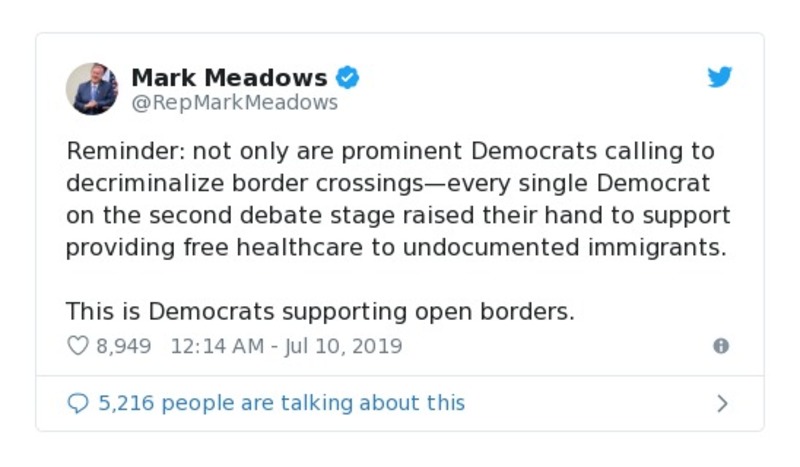 Mark Meadows
@RepMarkMeadows
Reminder: not only are prominent Democrats calling to
decriminalize border crossings—every single Democrat
on the second debate stage raised their hand to support
providing free healthcare to undocumented immigrants.
This is Democrats supporting open borders.
8,949 12:14 AM - Jul 10, 2019
5,216 people are talking about this